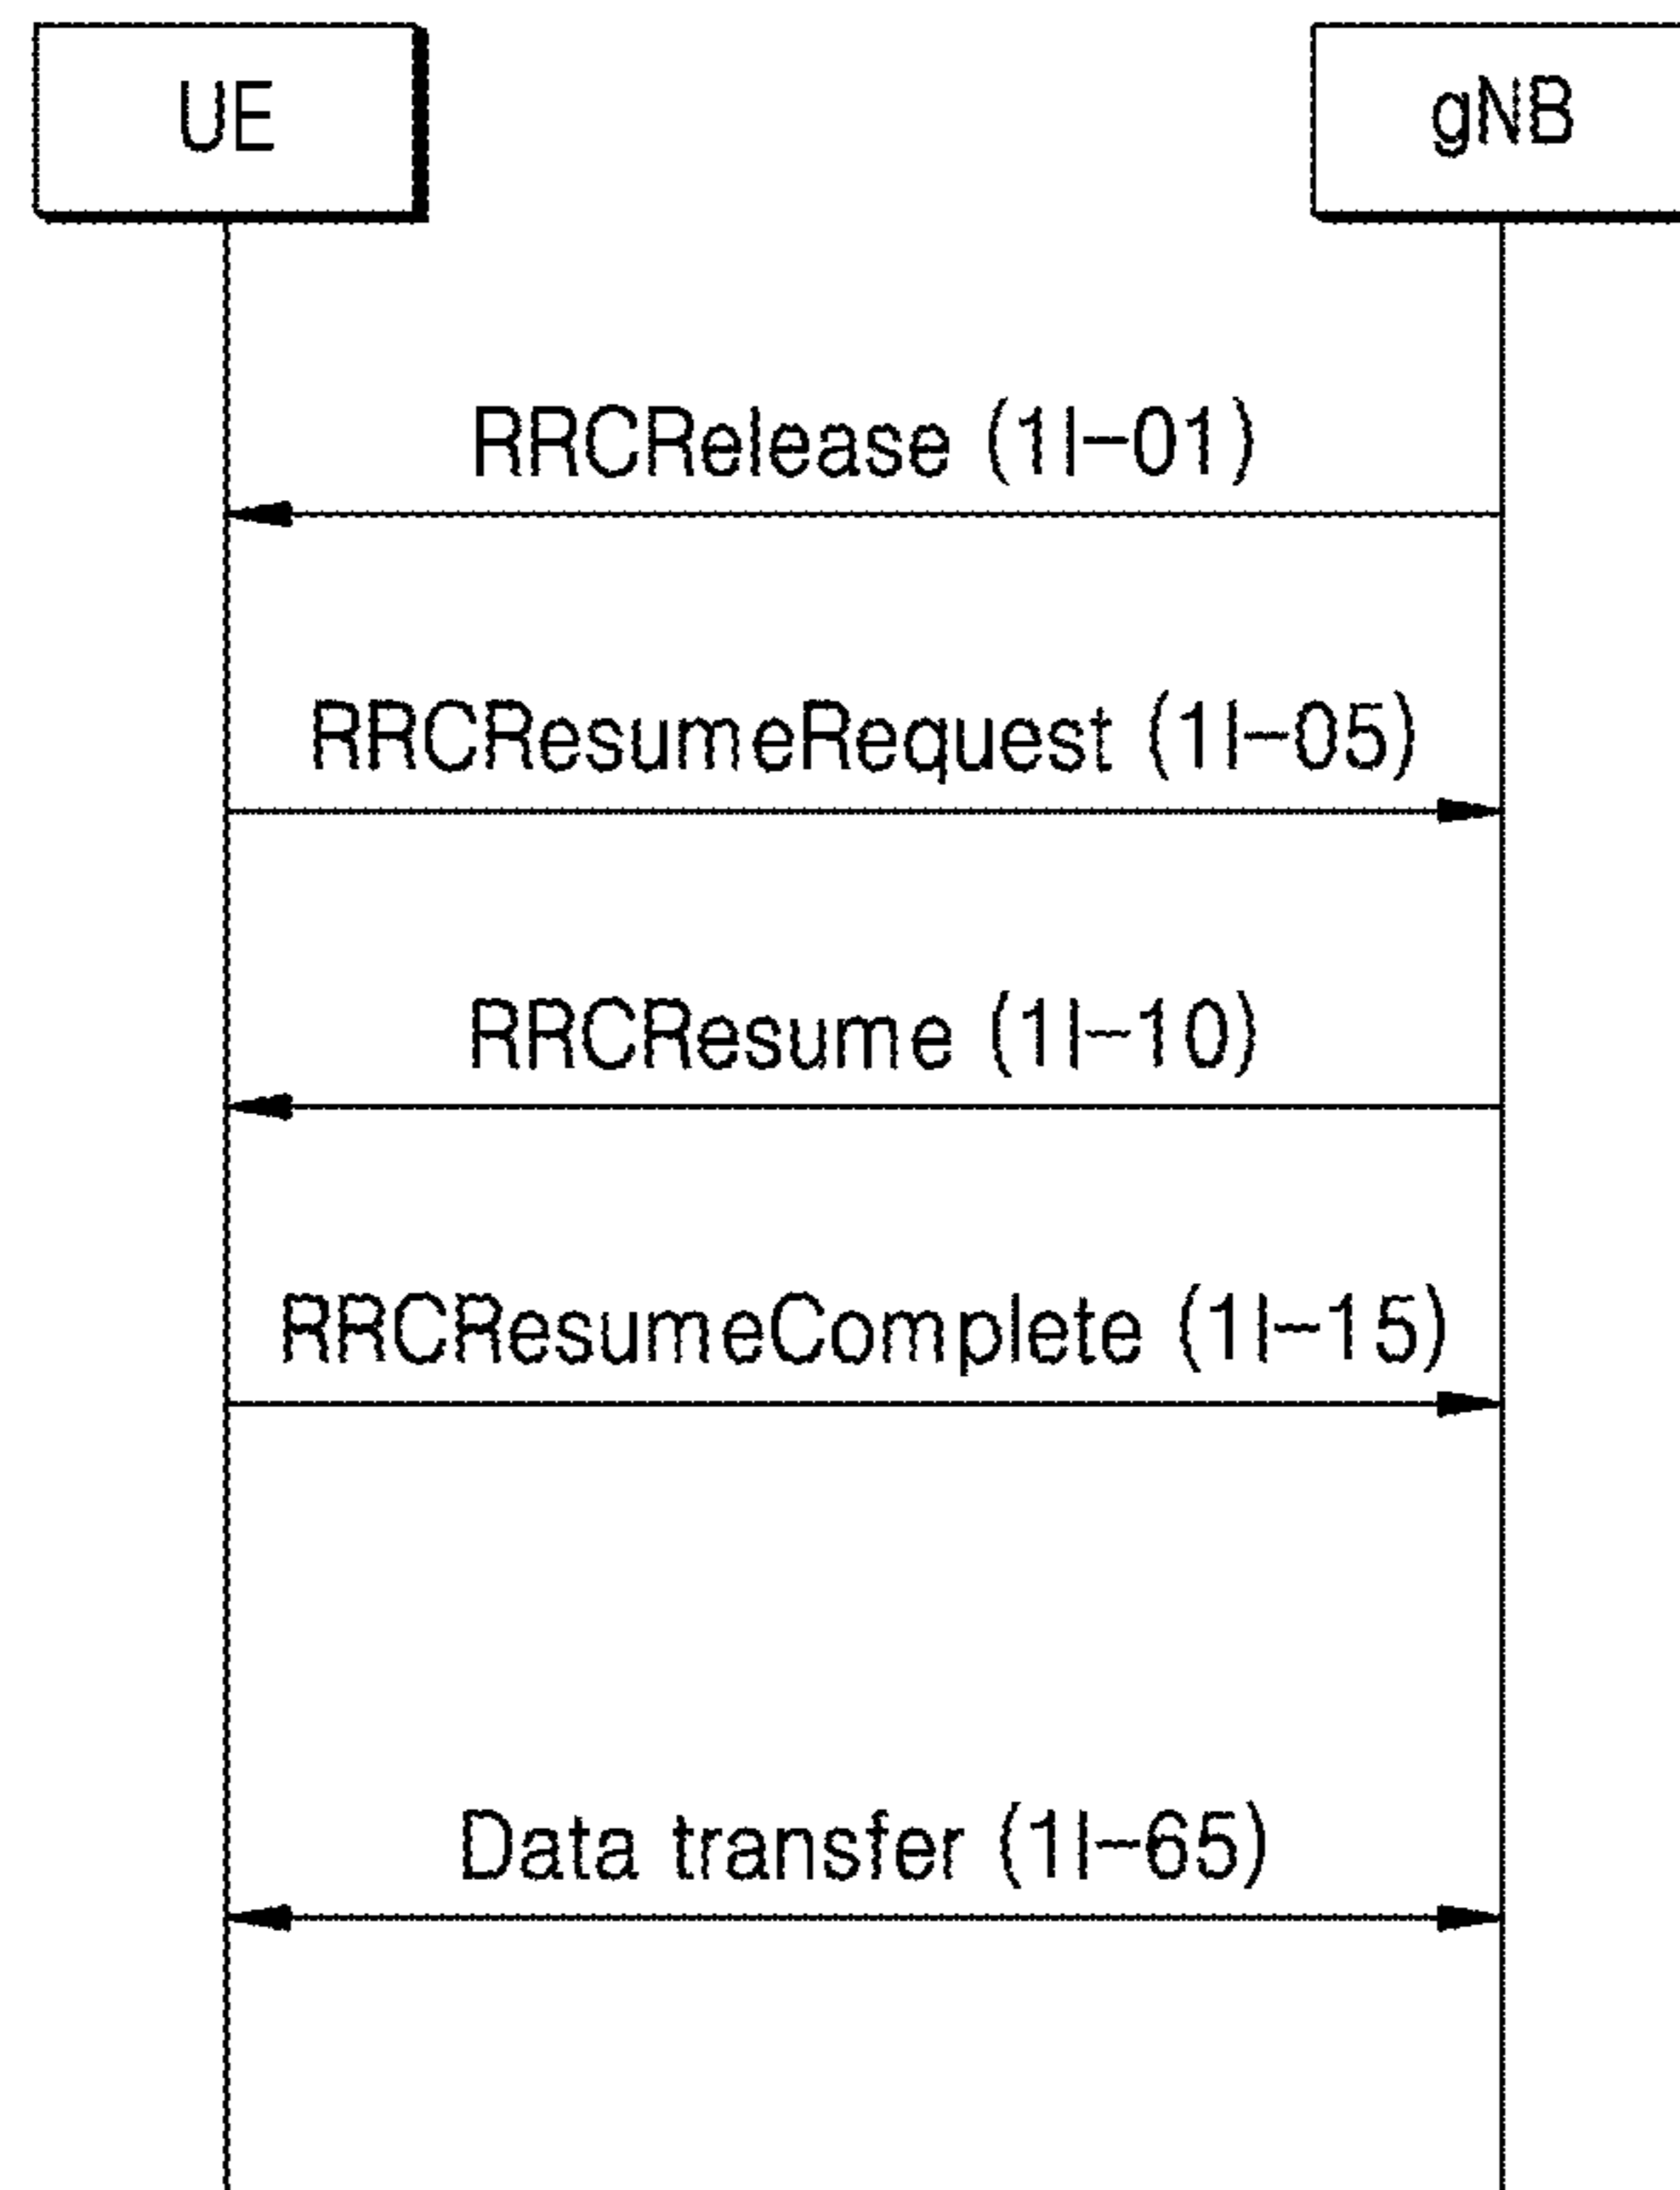 UE
gNB
RRCRelease (1l-01)
RRCResumeRequest (1l-05)
RRCResume (1l-10)
RRCResumeComplete (1l-15)
Data transfer (1l-65)